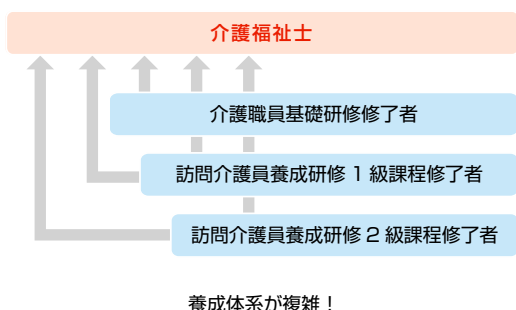 介護福祉士
介護職員基礎研修修了者
訪問介護員養成研修 1 級課程修了者
訪問介護員養成研修 2 級課程修了者
養成体系が複雑！